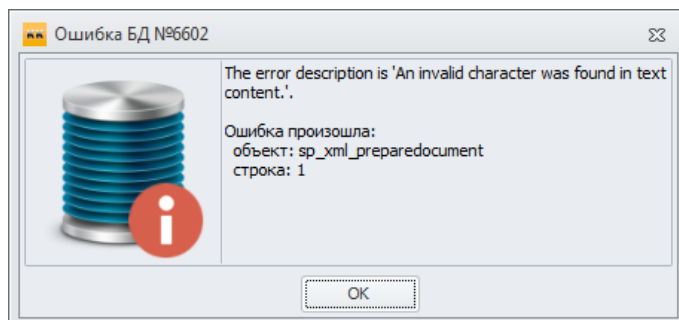 кк Ошибка БД №6602
The error description is 'An invalid character was found in text
content.'.
Ошибка произошла:
объект: sp_xml_preparedocument
строка: 1
OK